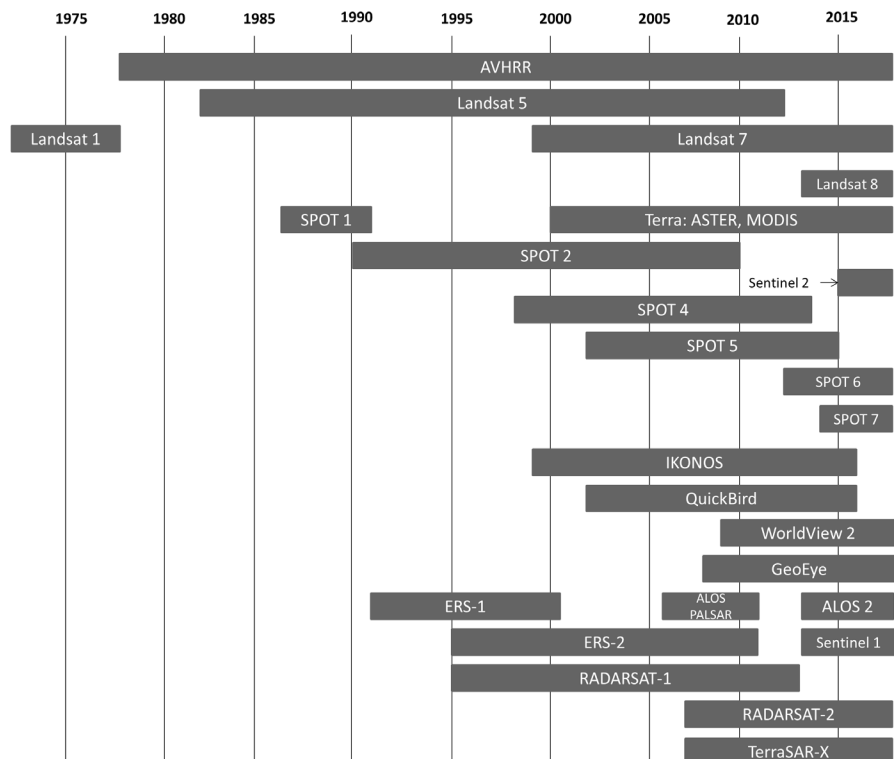 1975 1980 1985 1990 1995 2000 2005 2010 2015
AVHRR
Landsat 5
Landsat 1 Landsat 7
Landsat 8
SPOT 1 Terra: ASTER, MODIS
SPOT 2
Sentinel 2
SPOT 4
SPOT 5
SPOT 6
SPOT 7
IKONOS
QuickBird
WorldView 2
GeoEye
ERS-1 ALOS ALOS 2
PALSAR
ERS-2 Sentinel 1
RADARSAT-1
RADARSAT-2
TerraSAR-X